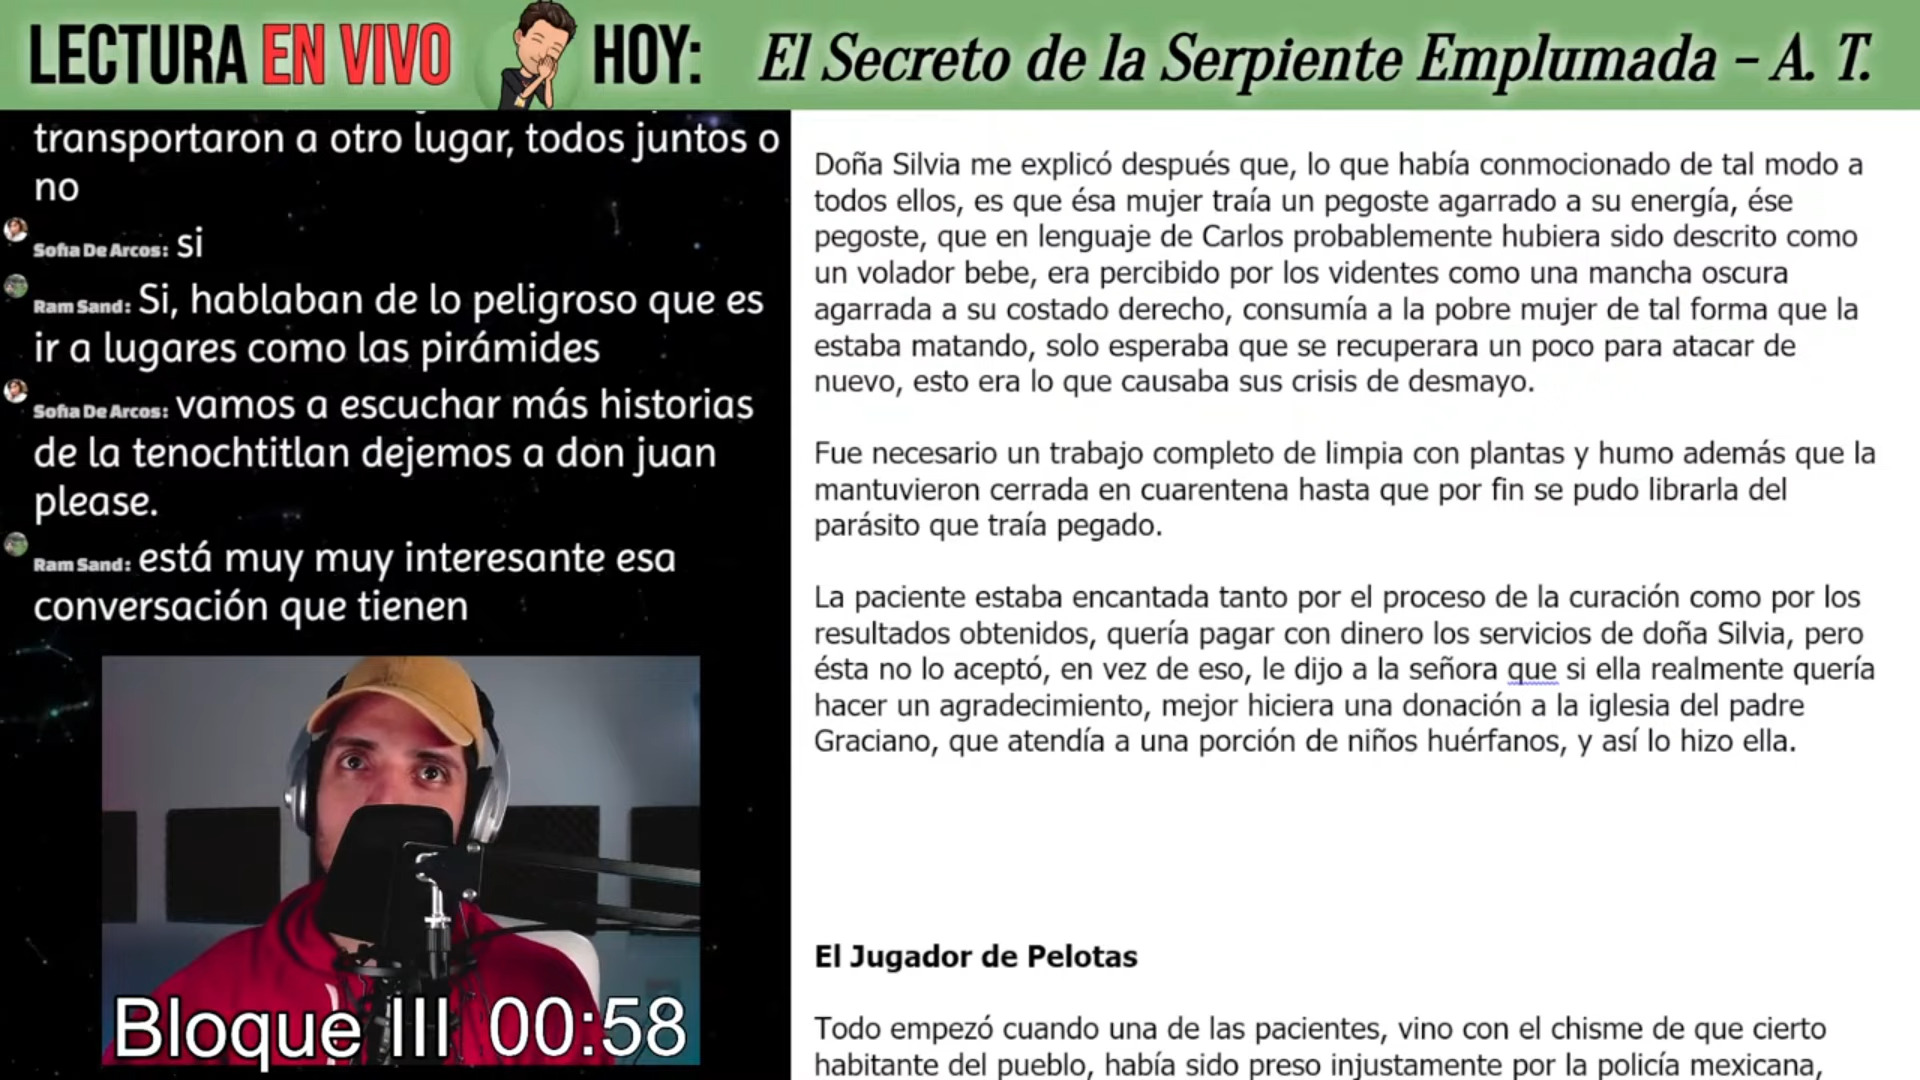 LECTURA EN VIVO HOY: El Secreto de la Serpiente Emplumada - A. T.
transportaron a otro lugar, todos juntos o
no
Sofia De Arcos: si
Ram Sand: Si, hablaban de lo peligroso que es
ir a lugares como las pirámides
Sofia De Arcos: vamos a escuchar más historias
de la tenochtitlan dejemos a don juan
please.
Ram Sand: está muy muy interesante esa
conversación que tienen
Bloque III 00:58
Doña Silvia me explicó después que, lo que había conmocionado de tal modo a
todos ellos, es que ésa mujer traía un pegoste agarrado a su energía, ése
pegoste, que en lenguaje de Carlos probablemente hubiera sido descrito como
un volador bebe, era percibido por los videntes como una mancha oscura
agarrada a su costado derecho, consumía a la pobre mujer de tal forma que la
estaba matando, solo esperaba que se recuperara un poco para atacar de
nuevo, esto era lo que causaba sus crisis de desmayo.
Fue necesario un trabajo completo de limpia con plantas y humo además que la
mantuvieron cerrada en cuarentena hasta que por fin se pudo librarla del
parásito que traía pegado.
La paciente estaba encantada tanto por el proceso de la curación como por los
resultados obtenidos, quería pagar con dinero los servicios de doña Silvia, pero
ésta no lo aceptó, en vez de eso, le dijo a la señora que si ella realmente quería
hacer un agradecimiento, mejor hiciera una donación a la iglesia del padre
Graciano, que atendía a una porción de niños huérfanos, y así lo hizo ella.
El Jugador de Pelotas
Todo empezó cuando una de las pacientes, vino con el chisme de que cierto
habitante del pueblo, había sido preso injustamente por la policía mexicana,